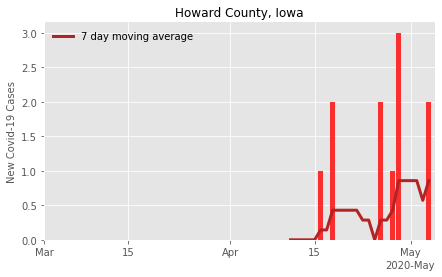 Howard County, Iowa
7 day moving average
New Covid-19 Cases
3.0
2.5
2.0
1.5
1.0
0.5
0.0
Mar 15 Apr 15 May
2020-May